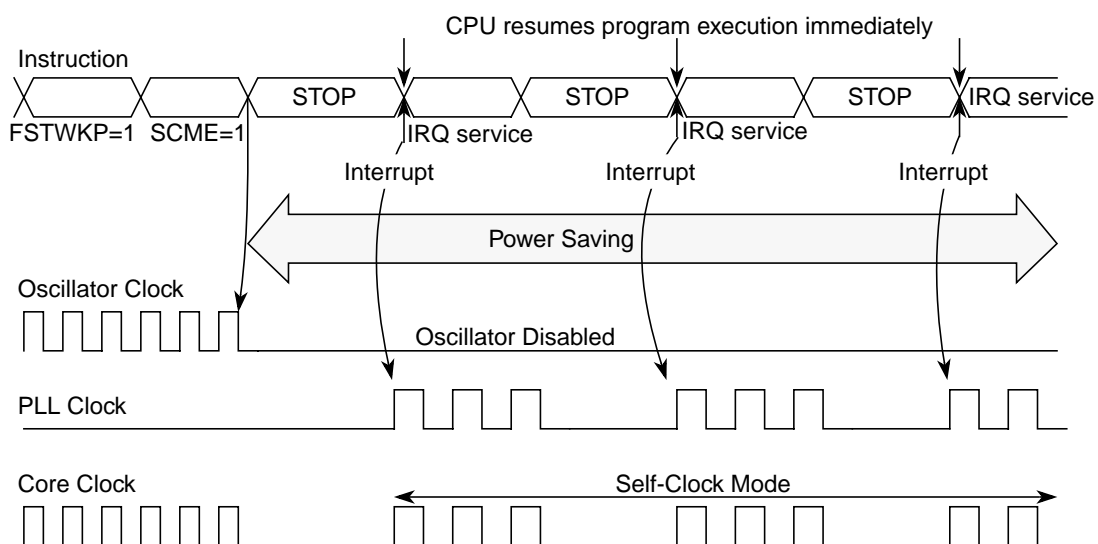 CPU resumes program execution immediately
Instruction
STOP
STOP
STOP
IRQ service
FSTWKP=1
SCME=1
IRQ service
IRQ service
Interrupt
Interrupt
Interrupt
Power Saving
Oscillator Clock
Oscillator Disabled
PLL Clock
Core Clock
Self-Clock Mode